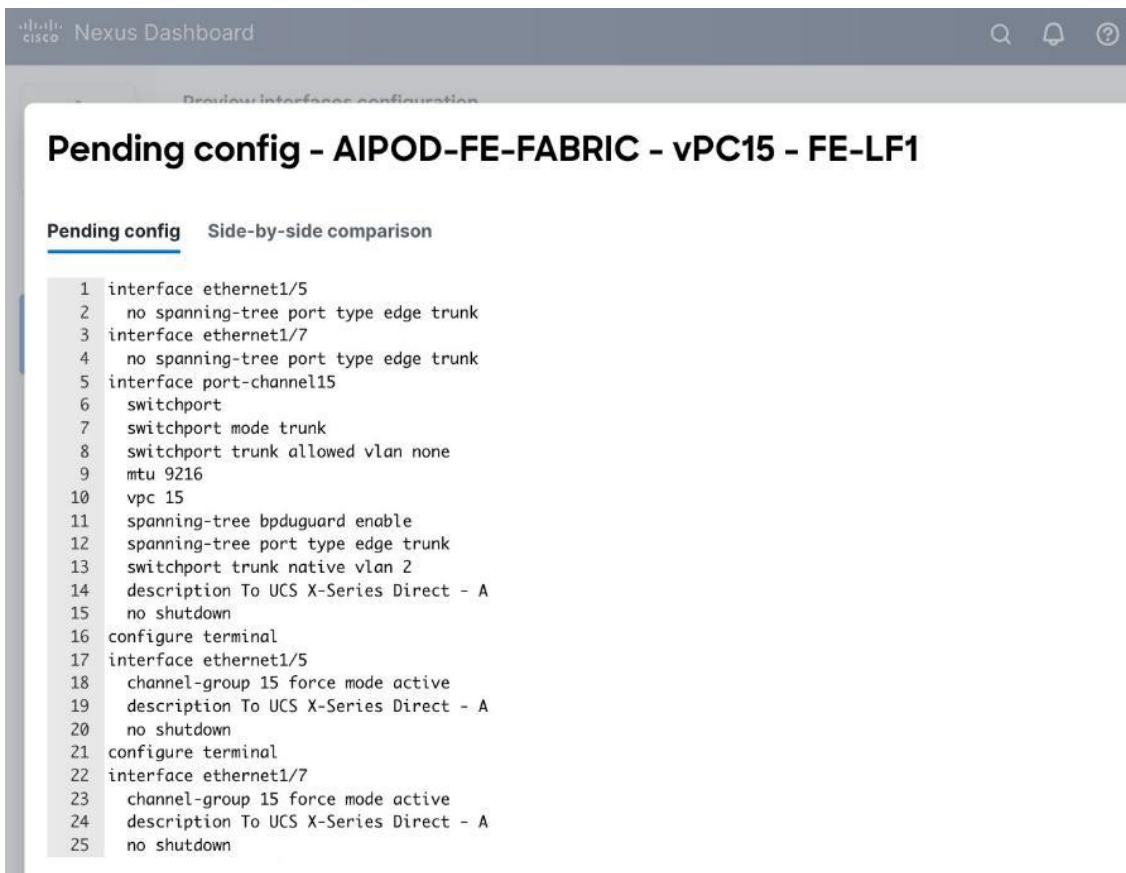 cisco Nexus Dashboard
Preview interfaces configuration
Pending config - AIPOD-FE-FABRIC - vPC15 - FE-LF1
Pending config Side-by-side comparison
1 interface ethernet1/5
2 no spanning-tree port type edge trunk
3 interface ethernet1/7
4 no spanning-tree port type edge trunk
5 interface port-channel15
6 switchport
7 switchport mode trunk
8 switchport trunk allowed vlan none
9 mtu 9216
10 vpc 15
11 spanning-tree bpduguard enable
12 spanning-tree port type edge trunk
13 switchport trunk native vlan 2
14 description To UCS X-Series Direct - A
15 no shutdown
16 configure terminal
17 interface ethernet1/5
18 channel-group 15 force mode active
19 description To UCS X-Series Direct - A
20 no shutdown
21 configure terminal
22 interface ethernet1/7
23 channel-group 15 force mode active
24 description To UCS X-Series Direct - A
25 no shutdown